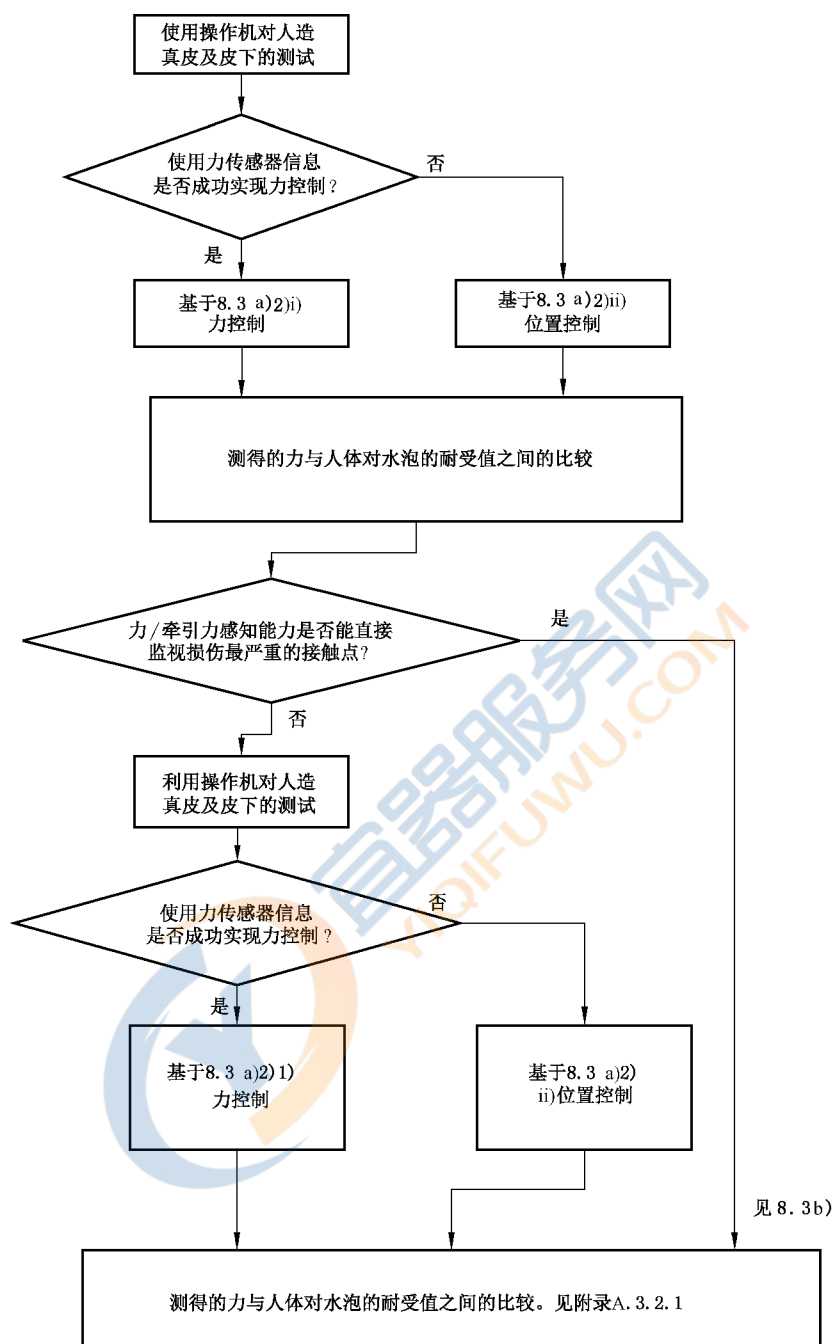 使用操作机对人造
真皮及皮下的测试
使用力传感器信息
是否成功实现力控制？
否
是
基于8.3 a)2)i)
力控制
基于8.3 a)2)ii)
位置控制
测得的力与人体对水泡的耐受值之间的比较
力/牵引力感知能力是否能直接
监视损伤最严重的接触点？
是
否
利用操作机对人造
真皮及皮下的测试
使用力传感器信息
是否成功实现力控制？
否
是
基于8.3 a)2)1)
力控制
基于8.3 a)2)
ii)位置控制
见8.3b)
测得的力与人体对水泡的耐受值之间的比较。见附录A.3.2.1
宜器服务网
YIQIFUWU.COM